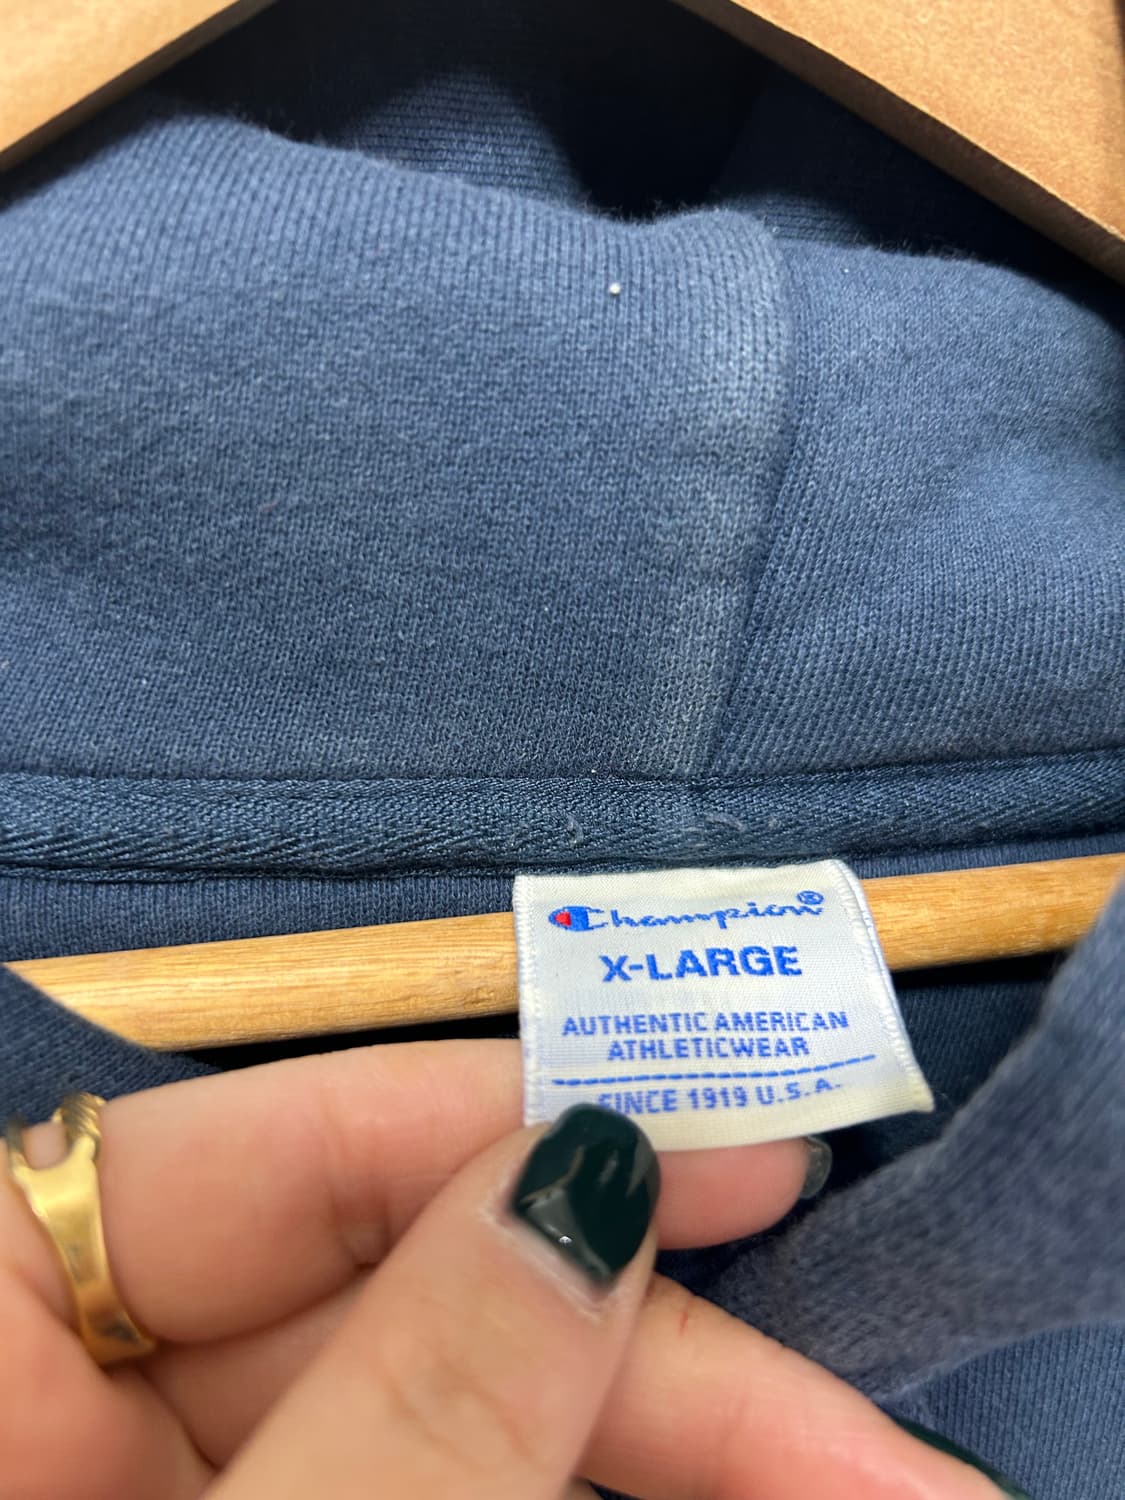 Champion®
X-LARGE
AUTHENTIC AMERICAN
ATHLETICWEAR
SINCE 1919 U.S.A.